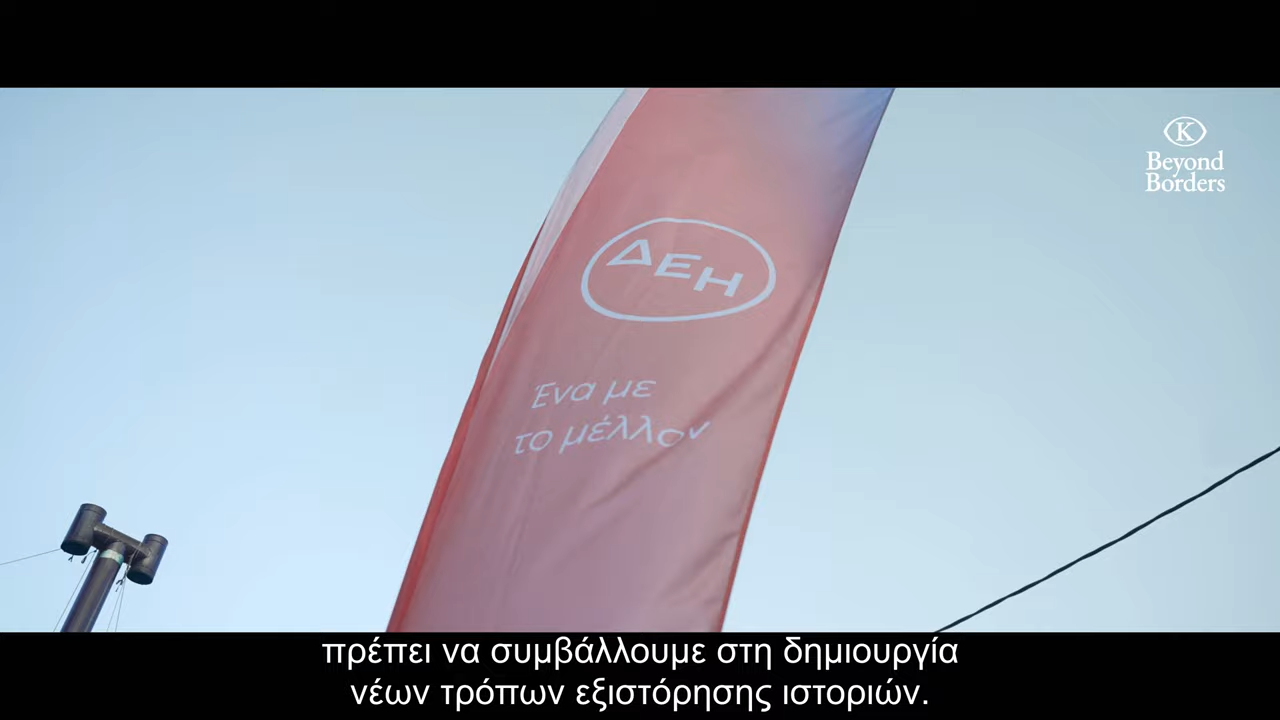 K
Beyond
Borders
ΔΕΗ
Ένα με
το μέλλον
πρέπει να συμβάλλουμε στη δημιουργία
νέων τρόπων εξιστόρησης ιστοριών.